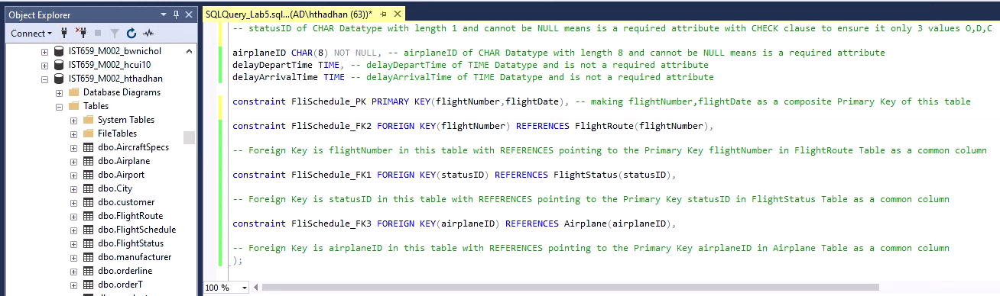 Object Explorer
Connect
IST659_M002_bwnichol
IST659_M002_hcui10
IST659_M002_hthadhan
Database Diagrams
Tables
System Tables
FileTables
dbo.AircraftSpecs
dbo.Airplane
dbo.Airport
dbo.City
dbo.customer
dbo.FlightRoute
dbo.FlightSchedule
dbo.FlightStatus
dbo.manufacturer
dbo.orderline
dbo.orderT
SQLQuery_Lab5.sql...(AD\hthadhan (63))*
-- statusID of CHAR Datatype with length 1 and cannot be NULL means is a required attribute with CHECK clause to ensure it only 3 values O,D,C
airplaneID CHAR(8) NOT NULL, -- airplaneID of CHAR Datatype with length 8 and cannot be NULL means is a required attribute
delayDepartTime TIME, -- delayDepartTime of TIME Datatype and is not a required attribute
delayArrivalTime TIME -- delayArrivalTime of TIME Datatype and is not a required attribute
constraint FliSchedule_PK PRIMARY KEY(flightNumber,flightDate), -- making flightNumber,flightDate as a composite Primary Key of this table
constraint FliSchedule_FK2 FOREIGN KEY(flightNumber) REFERENCES FlightRoute(flightNumber),
-- Foreign Key is flightNumber in this table with REFERENCES pointing to the Primary Key flightNumber in FlightRoute Table as a common column
constraint FliSchedule_FK1 FOREIGN KEY(statusID) REFERENCES FlightStatus(statusID),
-- Foreign Key is statusID in this table with REFERENCES pointing to the Primary Key statusID in FlightStatus Table as a common column
constraint FliSchedule_FK3 FOREIGN KEY(airplaneID) REFERENCES Airplane(airplaneID),
-- Foreign Key is airplaneID in this table with REFERENCES pointing to the Primary Key airplaneID in Airplane Table as a common column
);
100 %